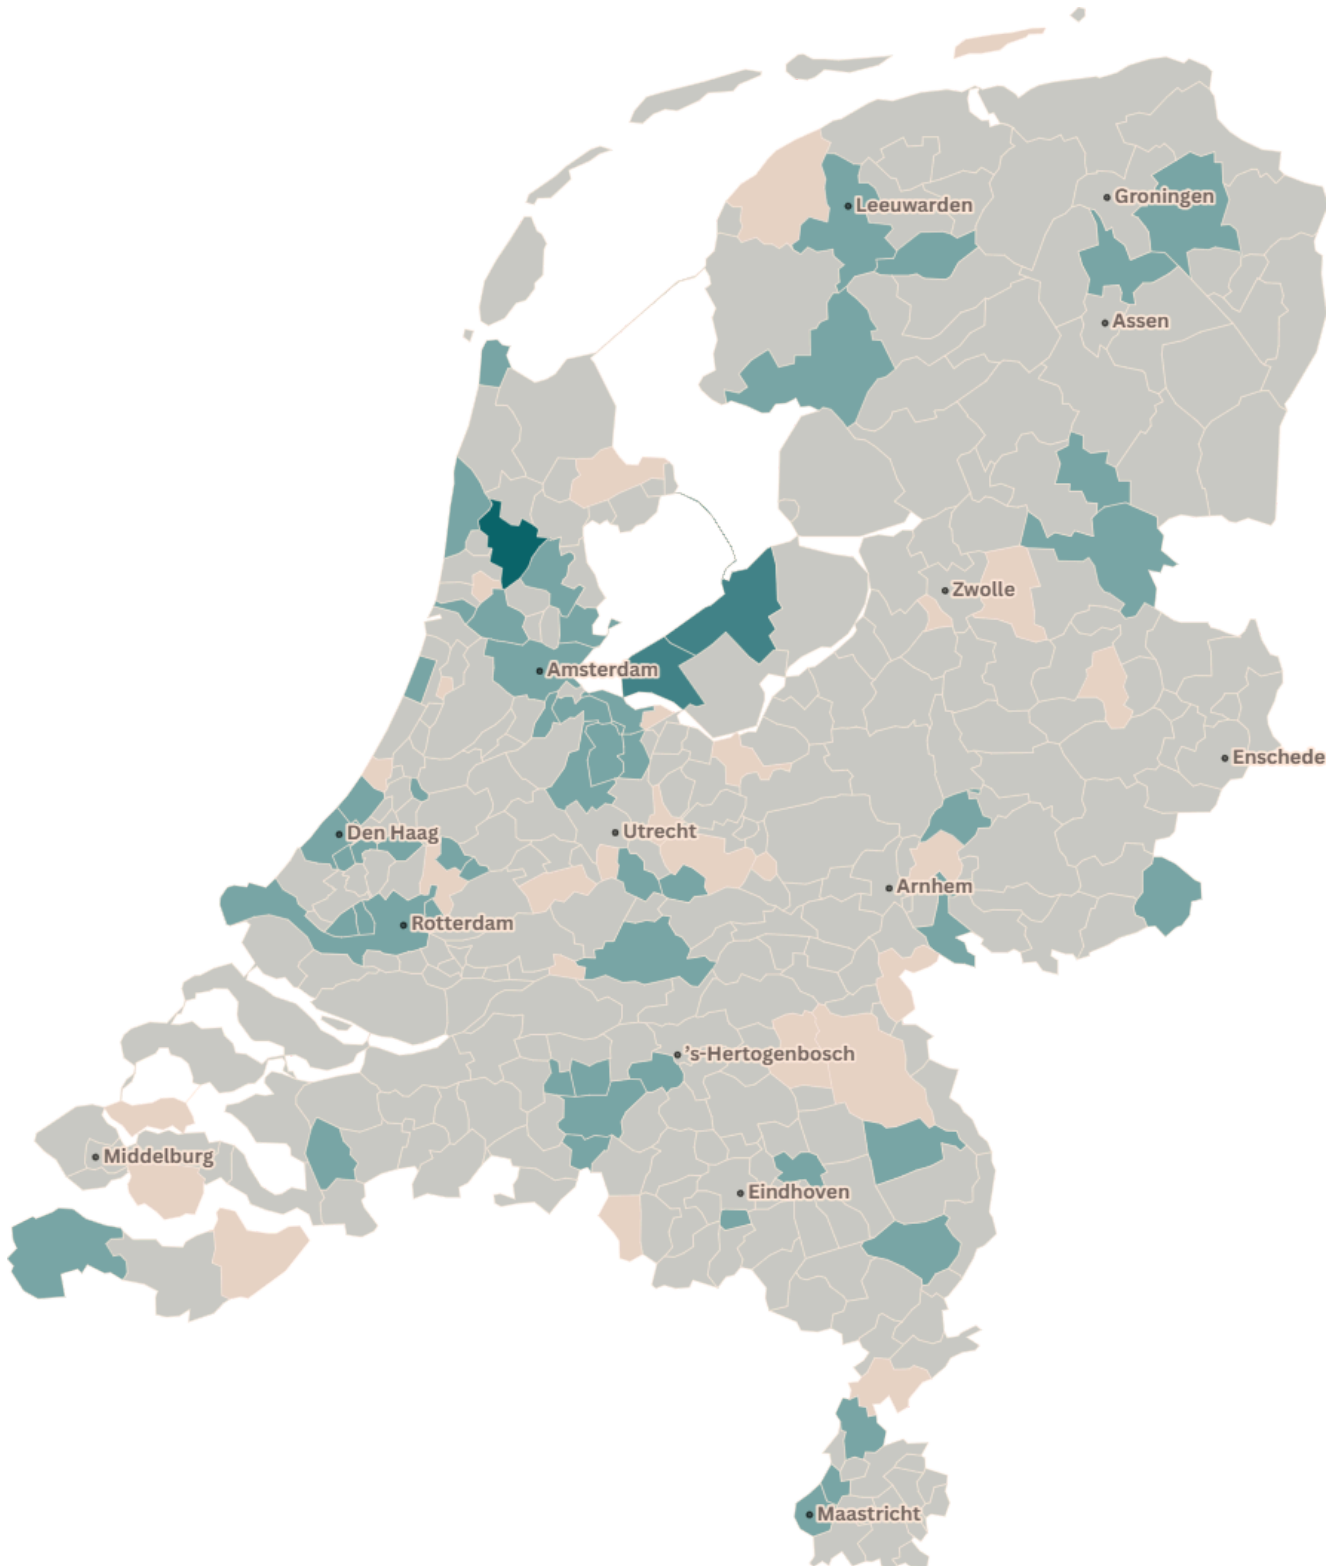 Groningen
Leeuwarden
Assen
Zwolle
Amsterdam
Enschede
Den Haag
Utrecht
Arnhem
Rotterdam
's-Hertogenbosch
Middelburg
Eindhoven
Maastricht